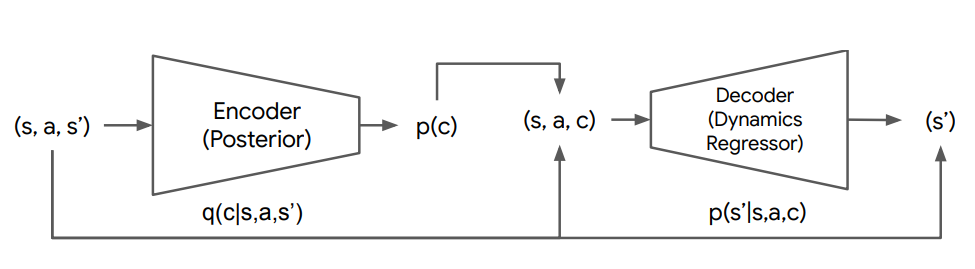 (s, a, s’)
Encoder
(Posterior)
p(c)
(s, a, c)
Decoder
(Dynamics
Regressor)
(s’)
q(c|s,a,s’)
p(s’|s,a,c)